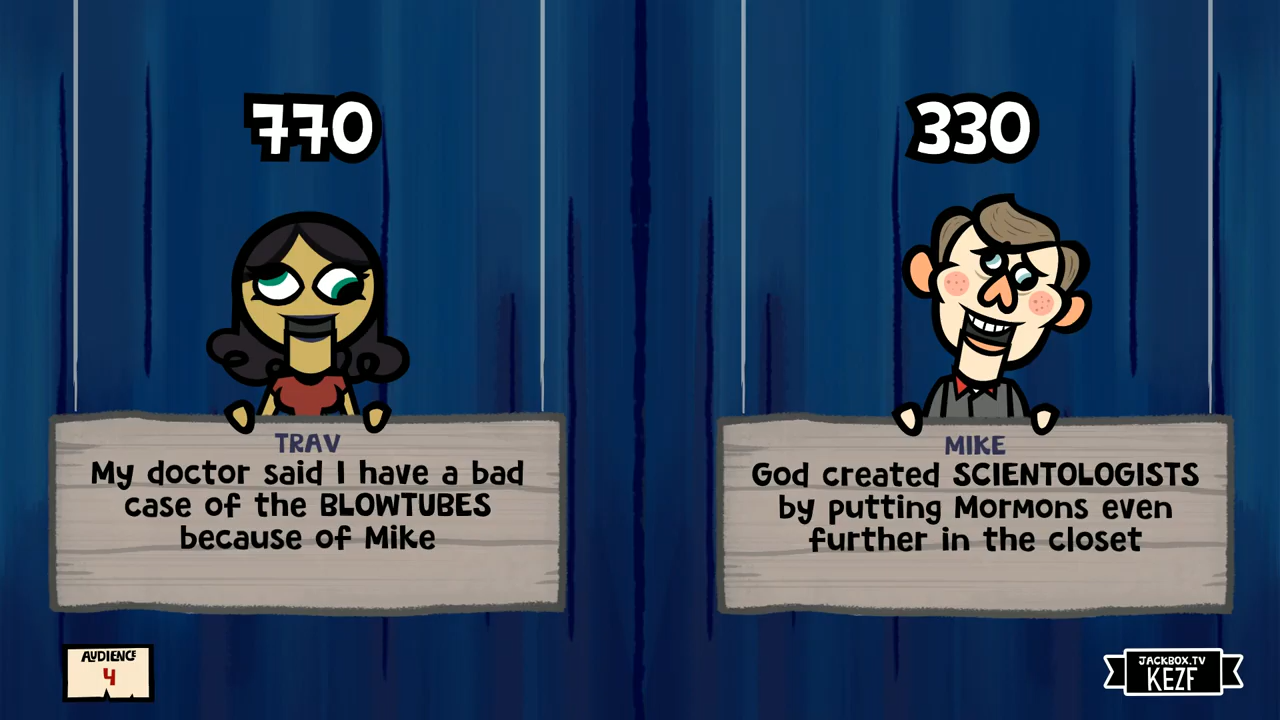 770
TRAV
My doctor said I have a bad
case of the BLOWTUBES
because of Mike
330
MIKE
God created SCIENTOLOGISTS
by putting Mormons even
further in the closet
AUDIENCE
4
JACKBOX.TV
KEZF